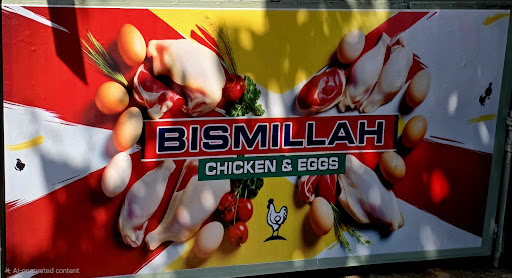 BISMILLAH
CHICKEN & EGGS
AI-generated content